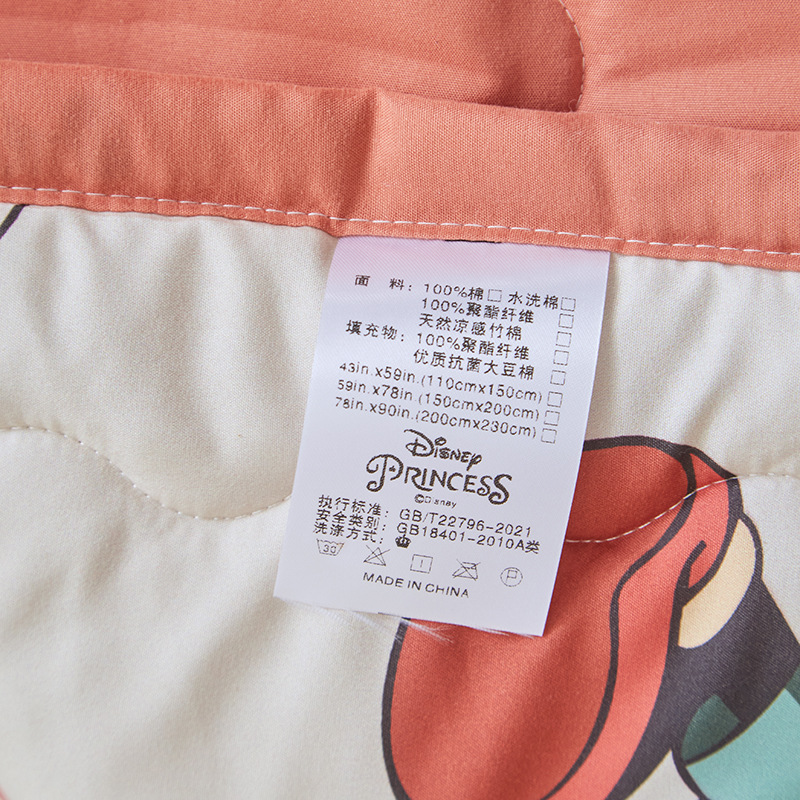 面 料: 100%棉□ 水洗棉□
100%聚酯纤维 □
天然凉感竹棉 □
填充物: 100%聚酯纤维 □
优质抗菌大豆棉 □
43in.x59in.(110cmx150cm)□
59in.x78in.(150cmx200cm)□
78in.x90in.(200cmx230cm)□
Disney
PRINCESS
©Disney
执行标准: GB/T22796-2021
安全类别: GB18401-2010A类
洗涤方式:
30 P
MADE IN CHINA